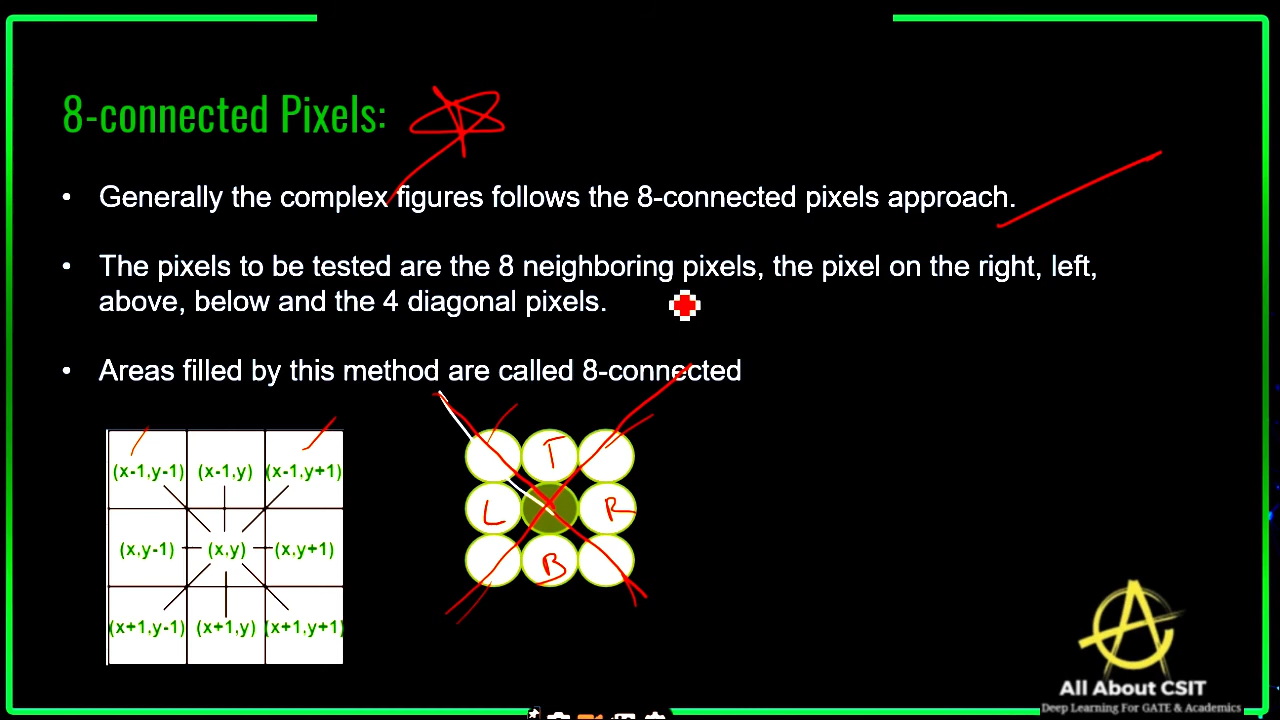 8-connected Pixels:
• Generally the complex figures follows the 8-connected pixels approach.
• The pixels to be tested are the 8 neighboring pixels, the pixel on the right, left,
above, below and the 4 diagonal pixels.
• Areas filled by this method are called 8-connected
(x-1,y-1) (x-1,y) (x-1,y+1)
(x,y-1) (x,y) (x,y+1)
(x+1,y-1) (x+1,y) (x+1,y+1)
T
L R
B
All About CSIT
Deep Learning For GATE & Academics